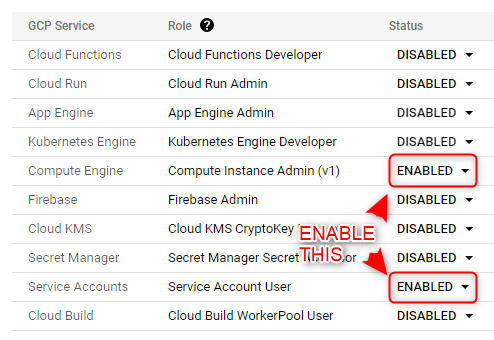 GCP Service Role ? Status
Cloud Functions Cloud Functions Developer DISABLED
Cloud Run Cloud Run Admin DISABLED
App Engine App Engine Admin DISABLED
Kubernetes Engine Kubernetes Engine Developer DISABLED
Compute Engine Compute Instance Admin (v1) ENABLED
Firebase Firebase Admin DISABLED
Cloud KMS Cloud KMS CryptoKey DISABLED
ENABLE
THIS
Secret Manager Secret Manager Secret DISABLED
Service Accounts Service Account User ENABLED
Cloud Build Cloud Build WorkerPool User DISABLED